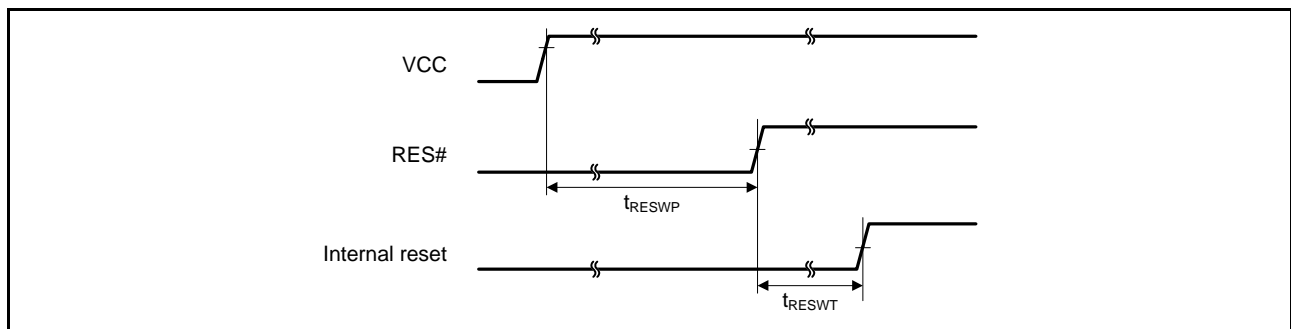 VCC
RES#
tRESWP
Internal reset
tRESWT